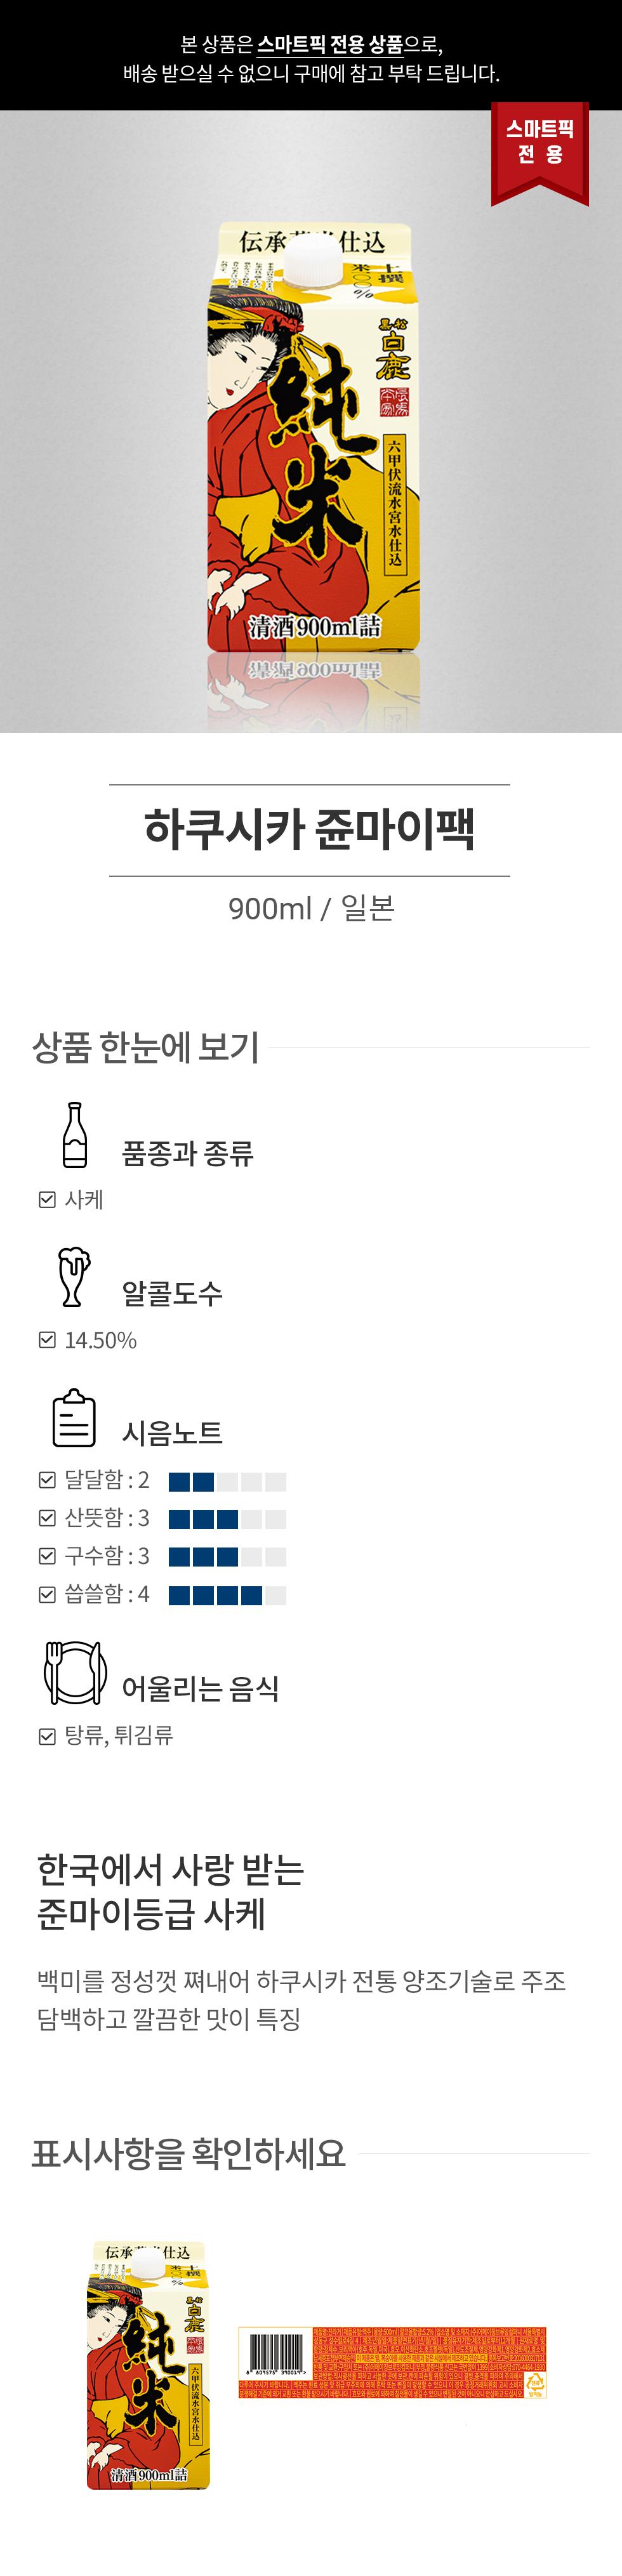 본 상품은 스마트픽 전용 상품으로,
배송 받으실 수 없으니 구매에 참고 부탁 드립니다.
스마트픽
전 용
仕込
上撰
黒松
白鹿
純米
六甲伏流水宮水仕込
清酒900ml詰
하쿠시카 쥰마이팩
900ml / 일본
상품 한눈에 보기
품종과 종류
사케
알콜도수
14.50%
시음노트
달달함 : 2
산뜻함 : 3
구수함 : 3
씁쓸함 : 4
어울리는 음식
탕류, 튀김류
한국에서 사랑 받는
준마이등급 사케
백미를 정성껏 쪄내어 하쿠시카 전통 양조기술로 주조
담백하고 깔끔한 맛이 특징
표시사항을 확인하세요
仕込
白鹿
純米
六甲伏流水宮水仕込
清酒900ml詰